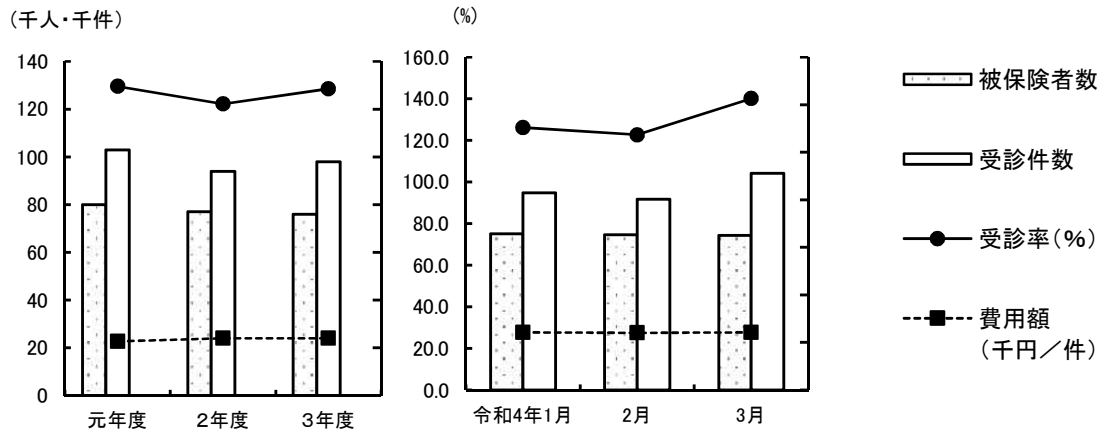 （千人・千件）
140
120
100
80
60
40
20
0
元年度 ２年度 ３年度
(%)
160.0
140.0
120.0
100.0
80.0
60.0
40.0
20.0
0.0
令和4年1月 2月 3月
被保険者数
受診件数
受診率(％)
費用額
（千円／件）